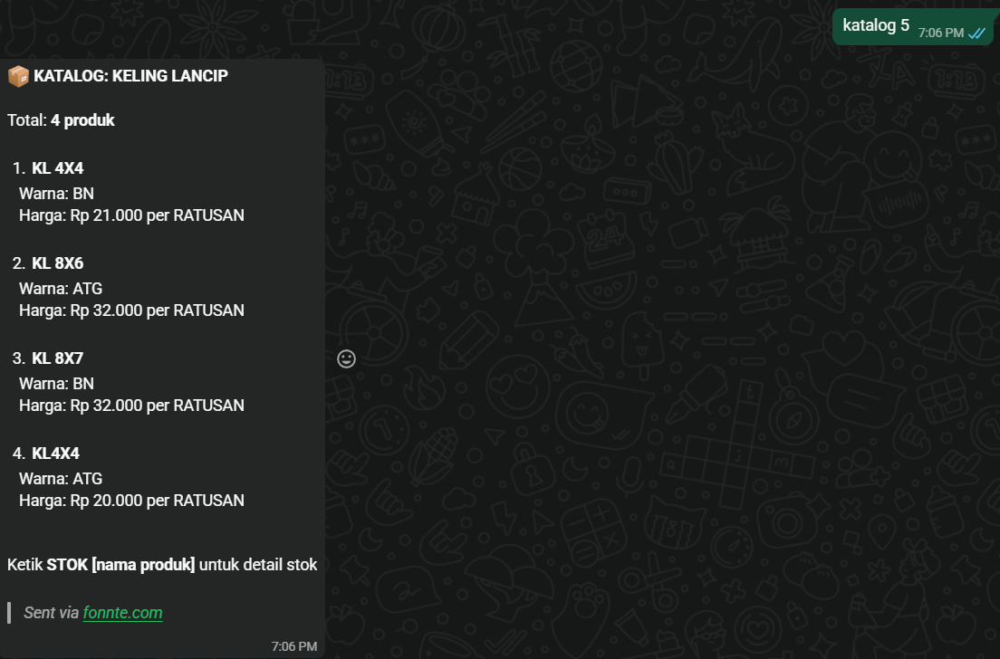 katalog 5
7:06 PM
📦 KATALOG: KELING LANCIP
Total: 4 produk
1. KL 4X4
Warna: BN
Harga: Rp 21.000 per RATUSAN
2. KL 8X6
Warna: ATG
Harga: Rp 32.000 per RATUSAN
3. KL 8X7
Warna: BN
Harga: Rp 32.000 per RATUSAN
4. KL4X4
Warna: ATG
Harga: Rp 20.000 per RATUSAN
Ketik STOK [nama produk] untuk detail stok
Sent via fonnte.com
7:06 PM